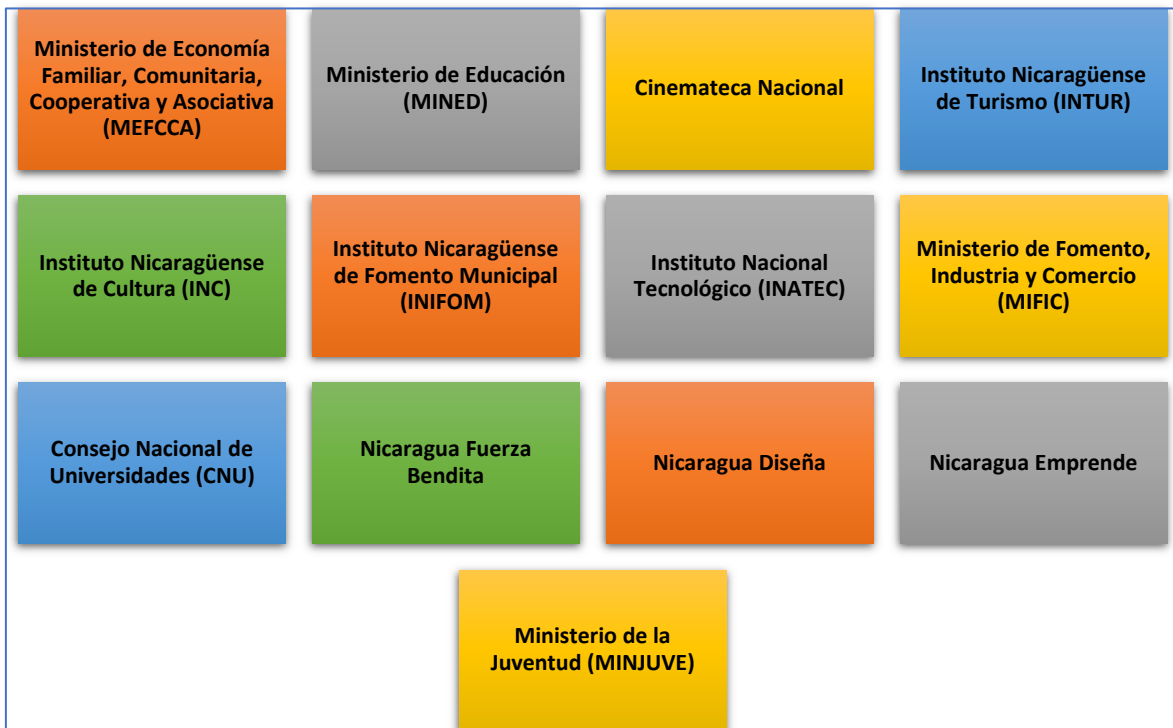 Ministerio de Economía
Familiar, Comunitaria,
Cooperativa y Asociativa
(MEFCCA)
Ministerio de Educación
(MINED)
Cinemateca Nacional
Instituto Nicaragüense
de Turismo (INTUR)
Instituto Nicaragüense
de Cultura (INC)
Instituto Nicaragüense
de Fomento Municipal
(INIFOM)
Instituto Nacional
Tecnológico (INATEC)
Ministerio de Fomento,
Industria y Comercio
(MIFIC)
Consejo Nacional de
Universidades (CNU)
Nicaragua Fuerza
Bendita
Nicaragua Diseña
Nicaragua Emprende
Ministerio de la
Juventud (MINJUVE)